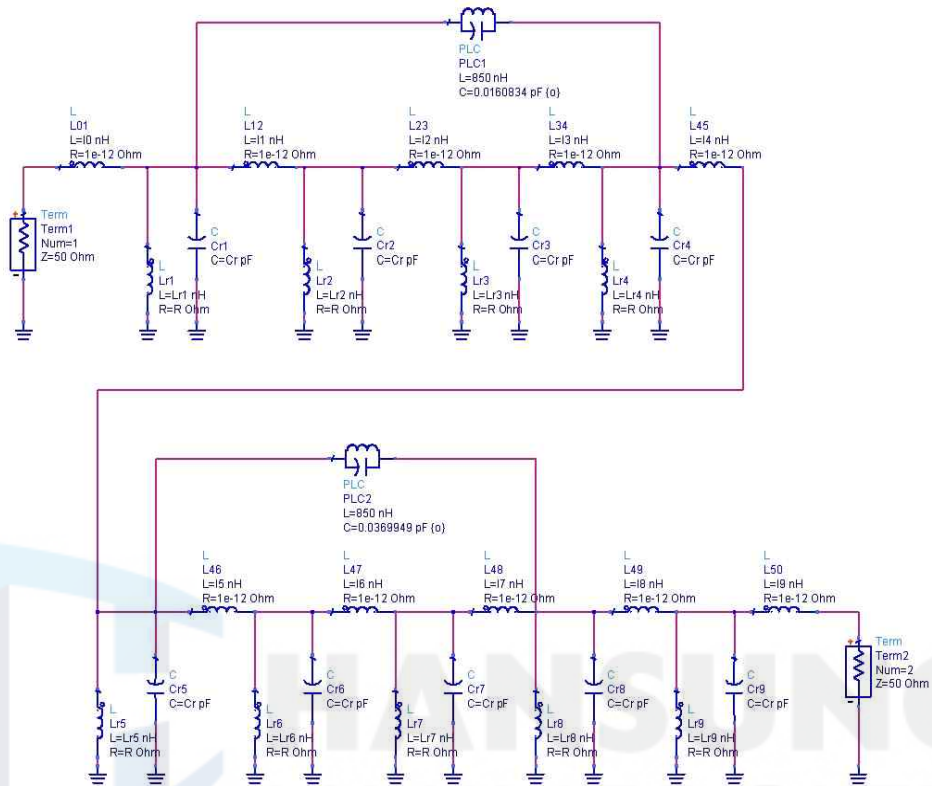 PLC
PLC1
L=850 nH
C=0.0160834 pF {o}
L
L01
L=l0 nH
R=1e-12 Ohm
L
L12
L=l1 nH
R=1e-12 Ohm
L
L23
L=l2 nH
R=1e-12 Ohm
L
L34
L=l3 nH
R=1e-12 Ohm
L
L45
L=l4 nH
R=1e-12 Ohm
Term
Term1
Num=1
Z=50 Ohm
L
Lr1
L=Lr1 nH
R=R Ohm
C
Cr1
C=Cr pF
L
Lr2
L=Lr2 nH
R=R Ohm
C
Cr2
C=Cr pF
L
Lr3
L=Lr3 nH
R=R Ohm
C
Cr3
C=Cr pF
L
Lr4
L=Lr4 nH
R=R Ohm
C
Cr4
C=Cr pF
PLC
PLC2
L=850 nH
C=0.0369949 pF {o}
L
L46
L=l5 nH
R=1e-12 Ohm
L
L47
L=l6 nH
R=1e-12 Ohm
L
L48
L=l7 nH
R=1e-12 Ohm
L
L49
L=l8 nH
R=1e-12 Ohm
L
L50
L=l9 nH
R=1e-12 Ohm
L
Lr5
L=Lr5 nH
R=R Ohm
C
Cr5
C=Cr pF
L
Lr6
L=Lr6 nH
R=R Ohm
C
Cr6
C=Cr pF
L
Lr7
L=Lr7 nH
R=R Ohm
C
Cr7
C=Cr pF
L
Lr8
L=Lr8 nH
R=R Ohm
C
Cr8
C=Cr pF
L
Lr9
L=Lr9 nH
R=R Ohm
C
Cr9
C=Cr pF
Term
Term2
Num=2
Z=50 Ohm
HANSUNG